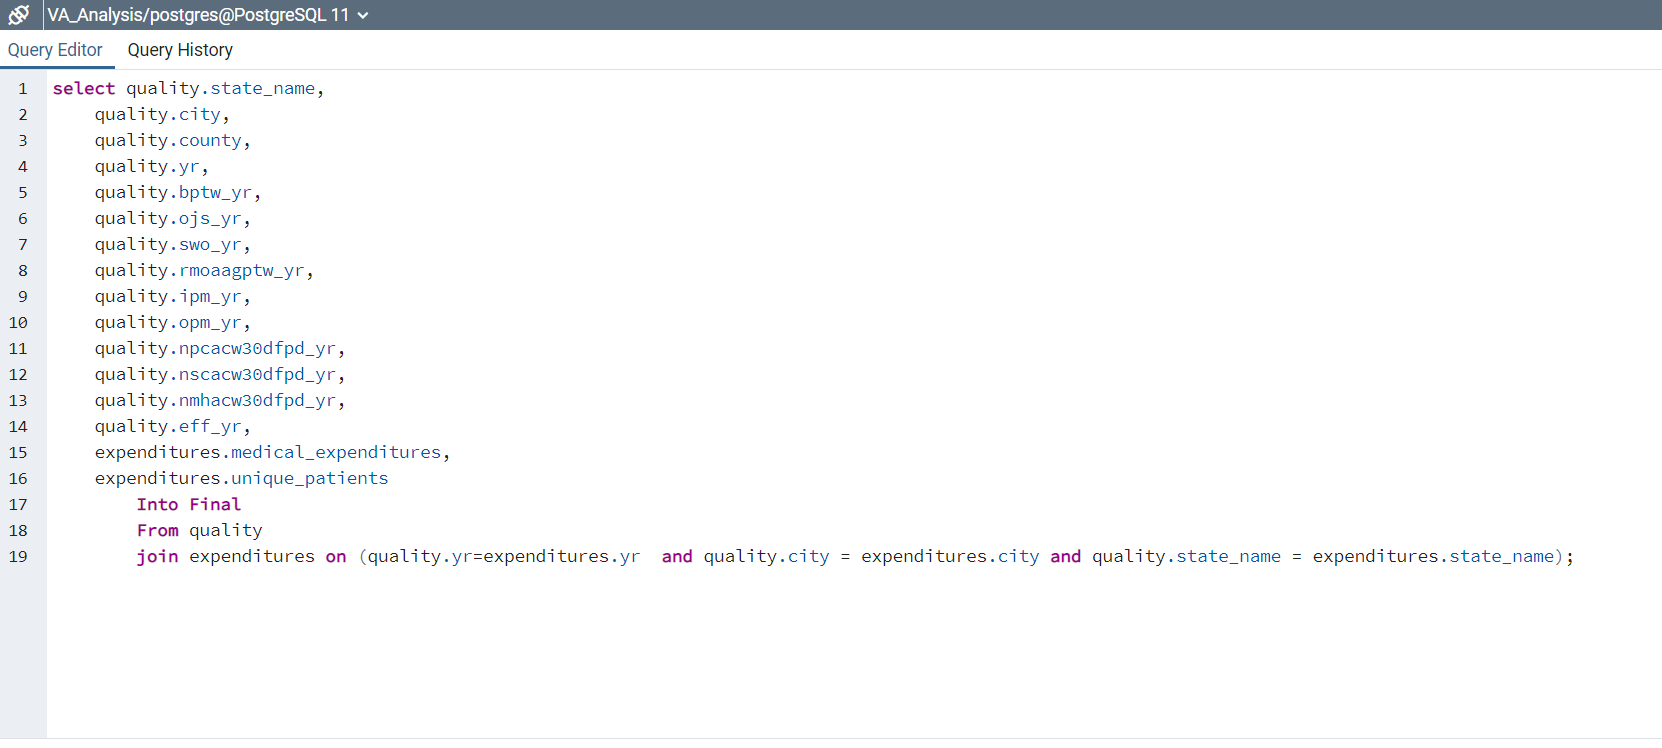 VA_Analysis/postgres@PostgreSQL 11
Query Editor Query History
1 select quality.state_name,
2 quality.city,
3 quality.county,
4 quality.yr,
5 quality.bptw_yr,
6 quality.ojs_yr,
7 quality.swo_yr,
8 quality.rmoaagptw_yr,
9 quality.ipm_yr,
10 quality.opm_yr,
11 quality.npcacw30dfpd_yr,
12 quality.nscacw30dfpd_yr,
13 quality.nmhacw30dfpd_yr,
14 quality.eff_yr,
15 expenditures.medical_expenditures,
16 expenditures.unique_patients
17 Into Final
18 From quality
19 join expenditures on (quality.yr=expenditures.yr  and quality.city = expenditures.city and quality.state_name = expenditures.state_name);